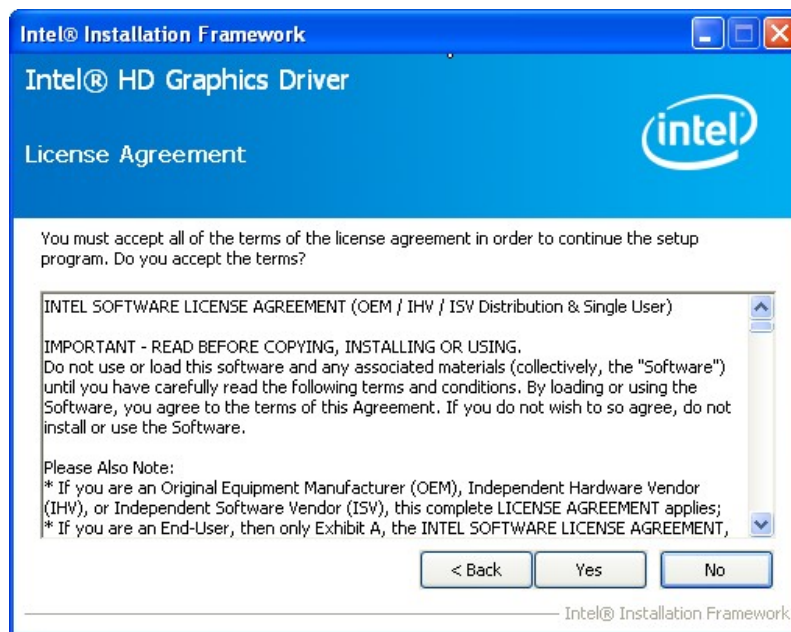 Intel® Installation Framework
Intel® HD Graphics Driver
intel
License Agreement
You must accept all of the terms of the license agreement in order to continue the setup
program. Do you accept the terms?
INTEL SOFTWARE LICENSE AGREEMENT (OEM / IHV / ISV Distribution & Single User)
IMPORTANT - READ BEFORE COPYING, INSTALLING OR USING.
Do not use or load this software and any associated materials (collectively, the "Software")
until you have carefully read the following terms and conditions. By loading or using the
Software, you agree to the terms of this Agreement. If you do not wish to so agree, do not
install or use the Software.
Please Also Note:
* If you are an Original Equipment Manufacturer (OEM), Independent Hardware Vendor
(IHV), or Independent Software Vendor (ISV), this complete LICENSE AGREEMENT applies;
* If you are an End-User, then only Exhibit A, the INTEL SOFTWARE LICENSE AGREEMENT,
< Back Yes No
Intel® Installation Framework